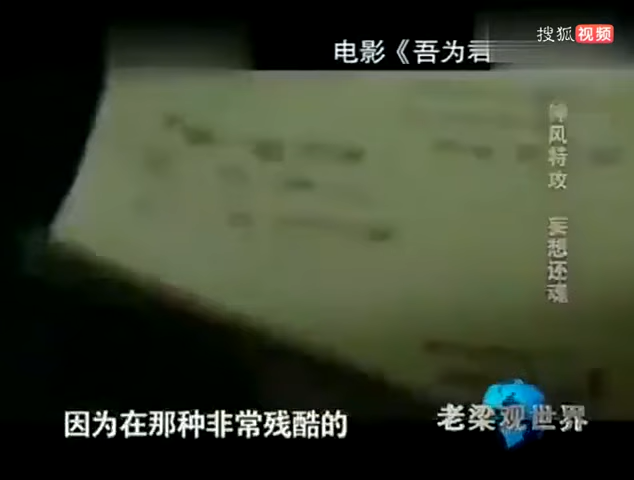 搜狐视频
电影《吾为君
神风特攻 妄想还魂
因为在那种非常残酷的
老梁观世界